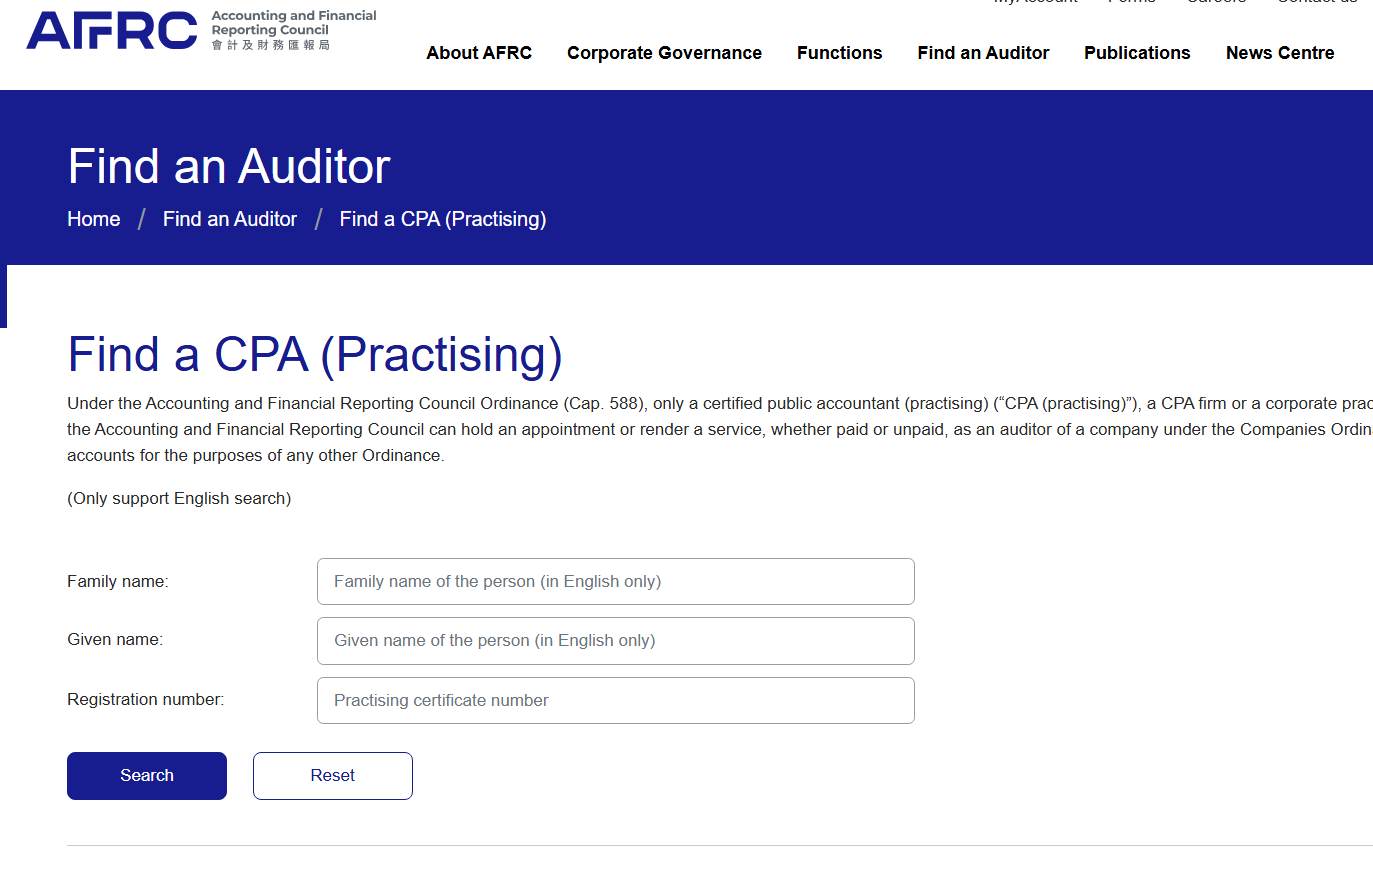 MyAccount Forms Careers Contact us
AFRC Accounting and Financial
Reporting Council
會計及財務匯報局
About AFRC Corporate Governance Functions Find an Auditor Publications News Centre
Find an Auditor
Home / Find an Auditor / Find a CPA (Practising)
Find a CPA (Practising)
Under the Accounting and Financial Reporting Council Ordinance (Cap. 588), only a certified public accountant (practising) (“CPA (practising)”), a CPA firm or a corporate prac
the Accounting and Financial Reporting Council can hold an appointment or render a service, whether paid or unpaid, as an auditor of a company under the Companies Ordin
accounts for the purposes of any other Ordinance.
(Only support English search)
Family name: Family name of the person (in English only)
Given name: Given name of the person (in English only)
Registration number: Practising certificate number
Search Reset